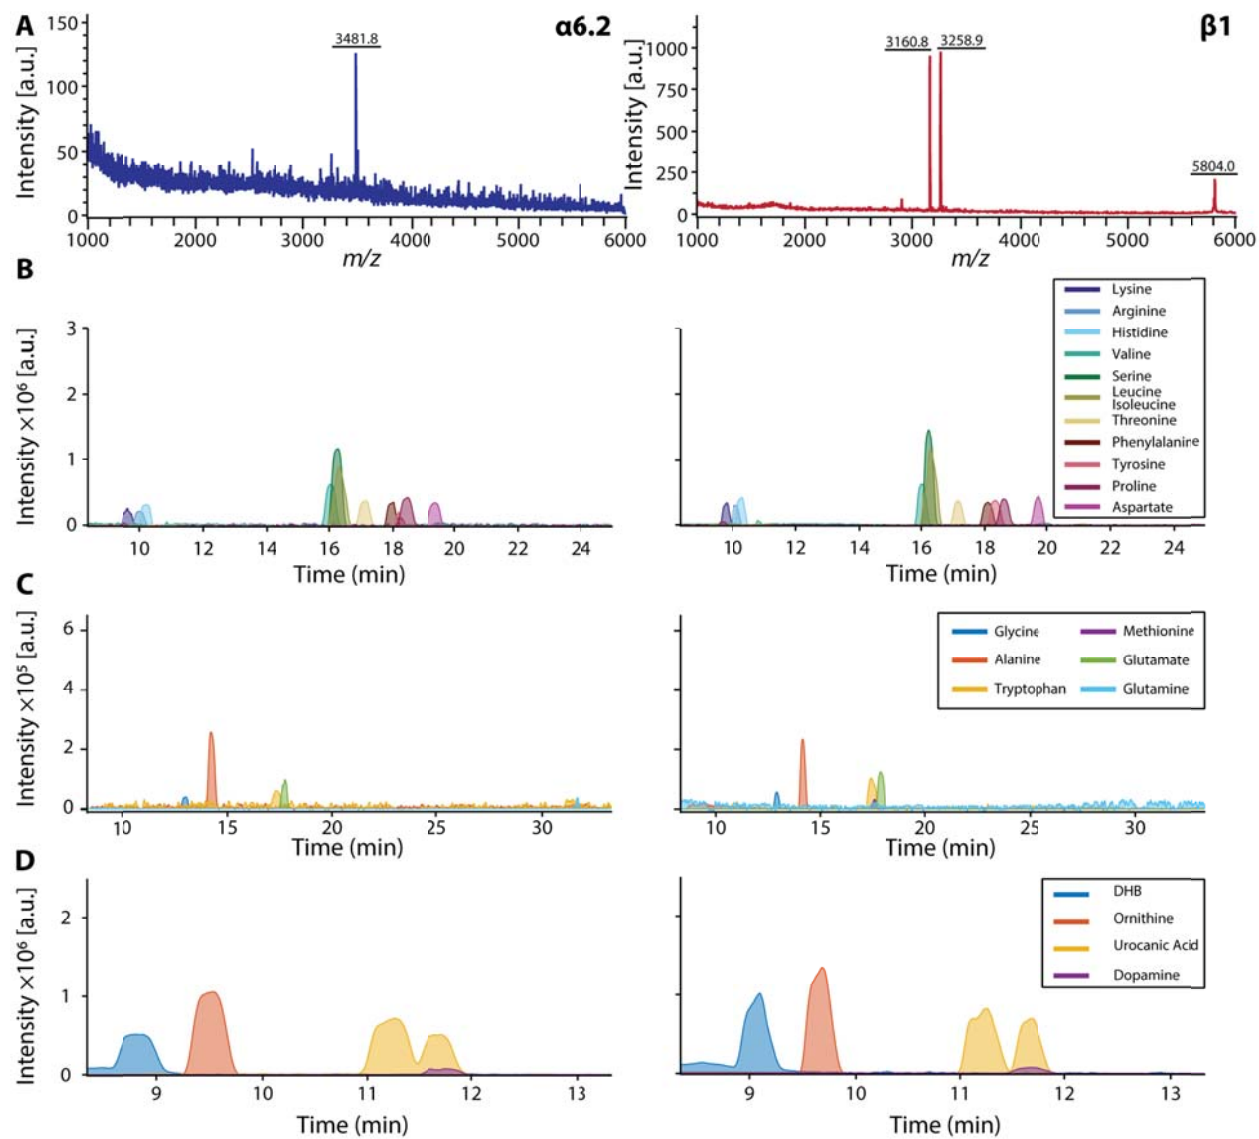 A
α6.2
β1
Intensity [a.u.]
150
100
50
0
3481.8
1000
2000
3000
4000
5000
6000
m/z
Intensity [a.u.]
1000
750
500
250
0
3160.8
3258.9
5804.0
1000
2000
3000
4000
5000
6000
m/z
B
Intensity ×10⁶ [a.u.]
3
2
1
0
10
12
14
16
18
20
22
24
Time (min)
10
12
14
16
18
20
22
24
Time (min)
Lysine
Arginine
Histidine
Valine
Serine
Leucine
Isoleucine
Threonine
Phenylalanine
Tyrosine
Proline
Aspartate
C
Intensity ×10⁵ [a.u.]
6
4
2
0
10
15
20
25
30
Time (min)
10
15
20
25
30
Time (min)
Glycine
Methionine
Alanine
Glutamate
Tryptophan
Glutamine
D
Intensity ×10⁶ [a.u.]
2
1
0
9
10
11
12
13
Time (min)
9
10
11
12
13
Time (min)
DHB
Ornithine
Urocanic Acid
Dopamine